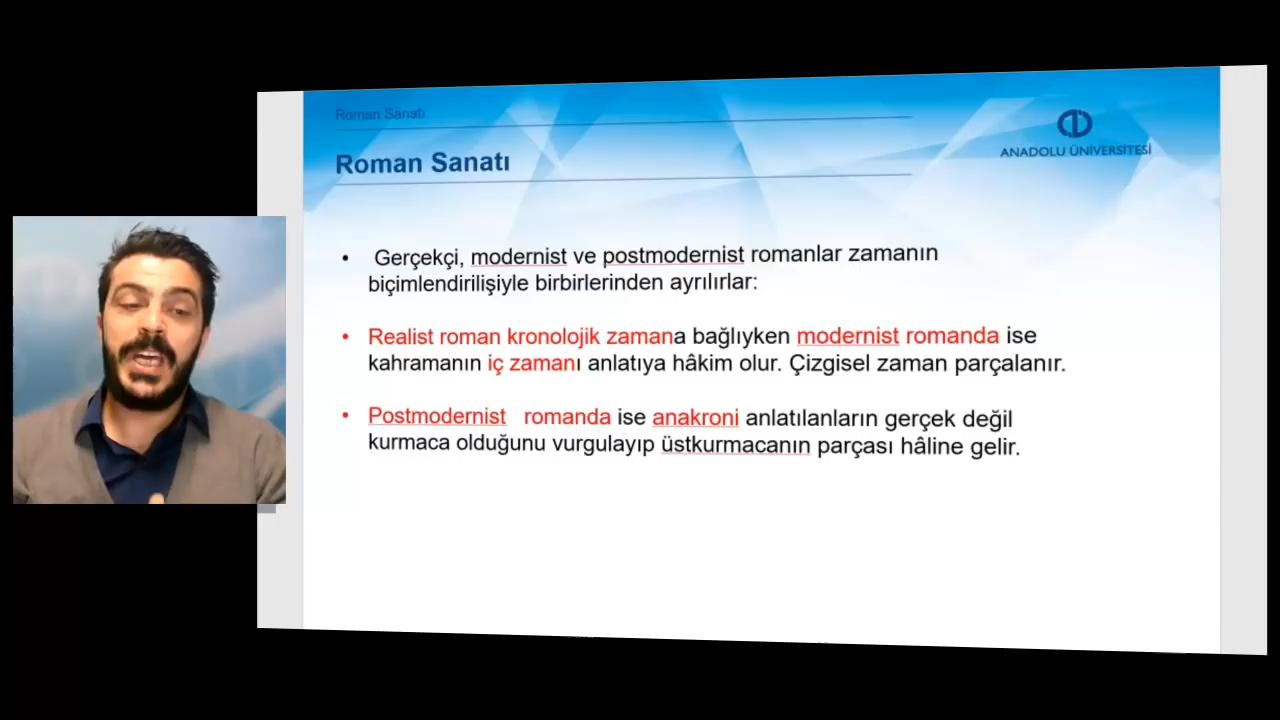 Roman Sanatı
Roman Sanatı
ANADOLU ÜNİVERSİTESİ
• Gerçekçi, modernist ve postmodernist romanlar zamanın
biçimlendirilişiyle birbirlerinden ayrılırlar:
• Realist roman kronolojik zamana bağlıyken modernist romanda ise
kahramanın iç zamanı anlatıya hâkim olur. Çizgisel zaman parçalanır.
• Postmodernist romanda ise anakroni anlatılanların gerçek değil
kurmaca olduğunu vurgulayıp üstkurmacanın parçası hâline gelir.